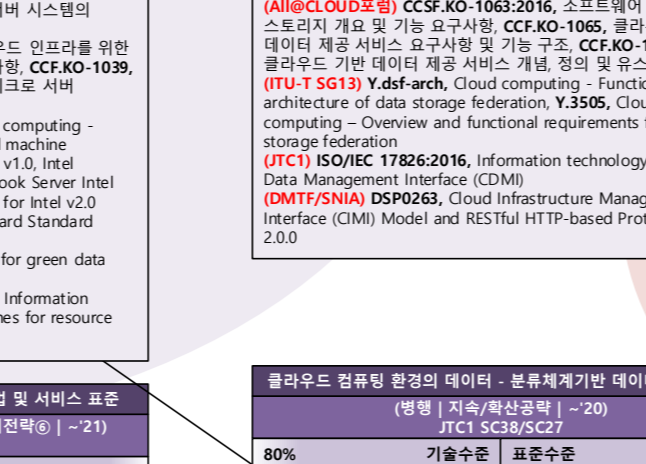 버 시스템의
우드 인프라를 위한
항, CCF.KO-1039,
크로 서버
computing -
machine
v1.0, Intel
ook Server Intel
for Intel v2.0
ard Standard
for green data
Information
nes for resource
(All@CLOUD포럼) CCSF.KO-1063:2016, 소프트웨어
스토리지 개요 및 기능 요구사항, CCF.KO-1065, 클라
데이터 제공 서비스 요구사항 및 기능 구조, CCF.KO-1
클라우드 기반 데이터 제공 서비스 개념, 정의 및 유스
(ITU-T SG13) Y.dsf-arch, Cloud computing - Functio
architecture of data storage federation, Y.3505, Clou
computing – Overview and functional requirements f
storage federation
(JTC1) ISO/IEC 17826:2016, Information technology
Data Management Interface (CDMI)
(DMTF/SNIA) DSP0263, Cloud Infrastructure Manag
Interface (CIMI) Model and RESTful HTTP-based Prot
2.0.0
업 및 서비스 표준
전략⑥ | ~'21)
클라우드 컴퓨팅 환경의 데이터 - 분류체계기반 데이
(병행 | 지속/확산공략 | ~'20)
JTC1 SC38/SC27
80% 기술수준 표준수준